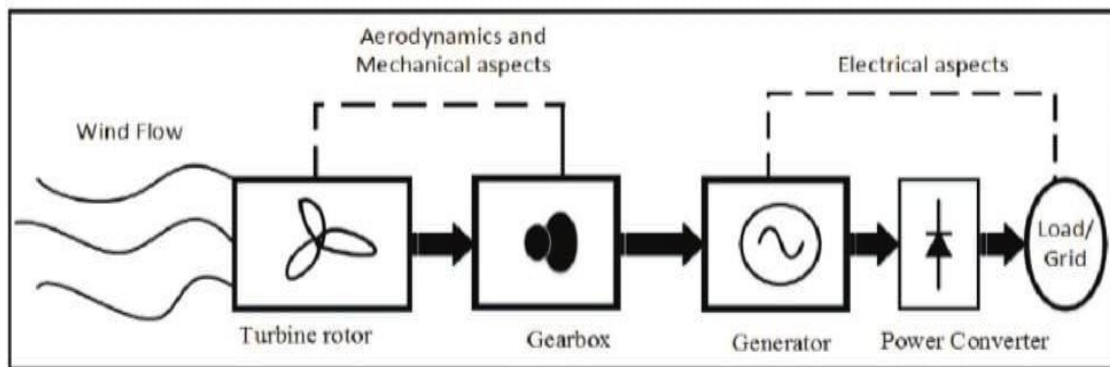 Aerodynamics and
Mechanical aspects
Electrical aspects
Wind Flow
Load/
Grid
Turbine rotor
Gearbox
Generator
Power Converter